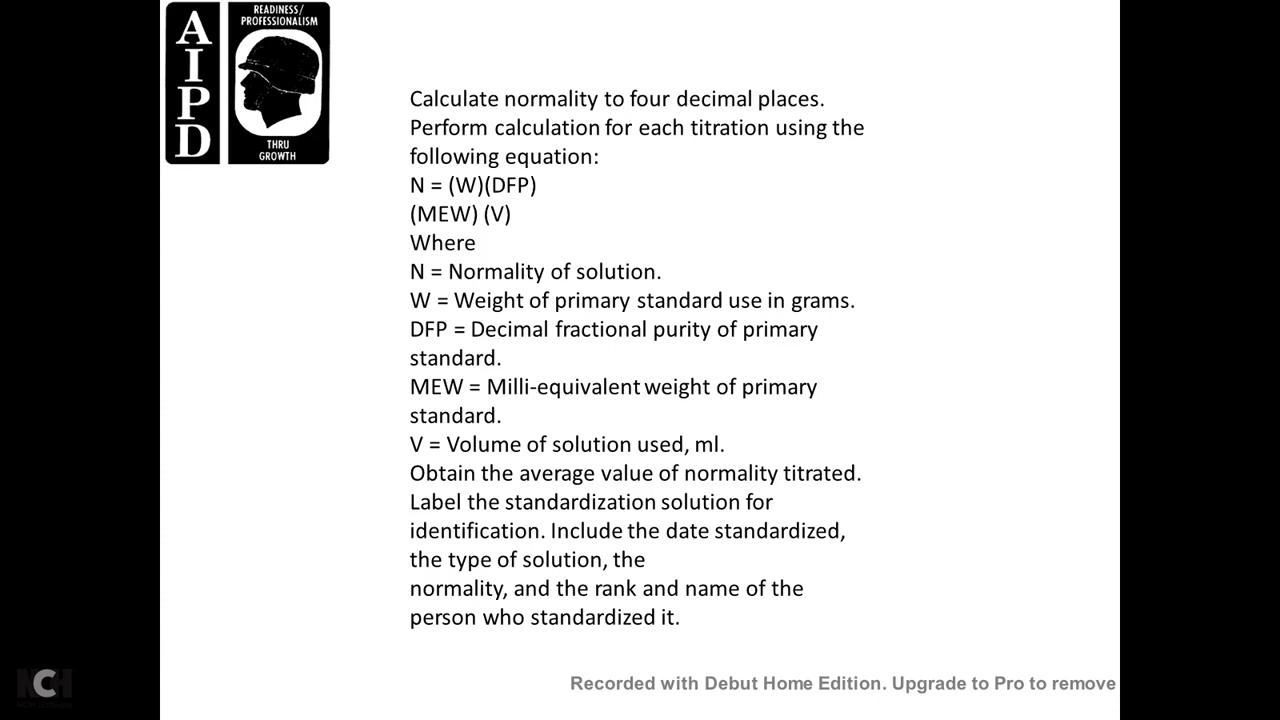 A
I
P
D
READINESS/
PROFESSIONALISM
THRU
GROWTH
Calculate normality to four decimal places.
Perform calculation for each titration using the
following equation:
N = (W)(DFP)
(MEW) (V)
Where
N = Normality of solution.
W = Weight of primary standard use in grams.
DFP = Decimal fractional purity of primary
standard.
MEW = Milli-equivalent weight of primary
standard.
V = Volume of solution used, ml.
Obtain the average value of normality titrated.
Label the standardization solution for
identification. Include the date standardized,
the type of solution, the
normality, and the rank and name of the
person who standardized it.
NCH
Recorded with Debut Home Edition. Upgrade to Pro to remove